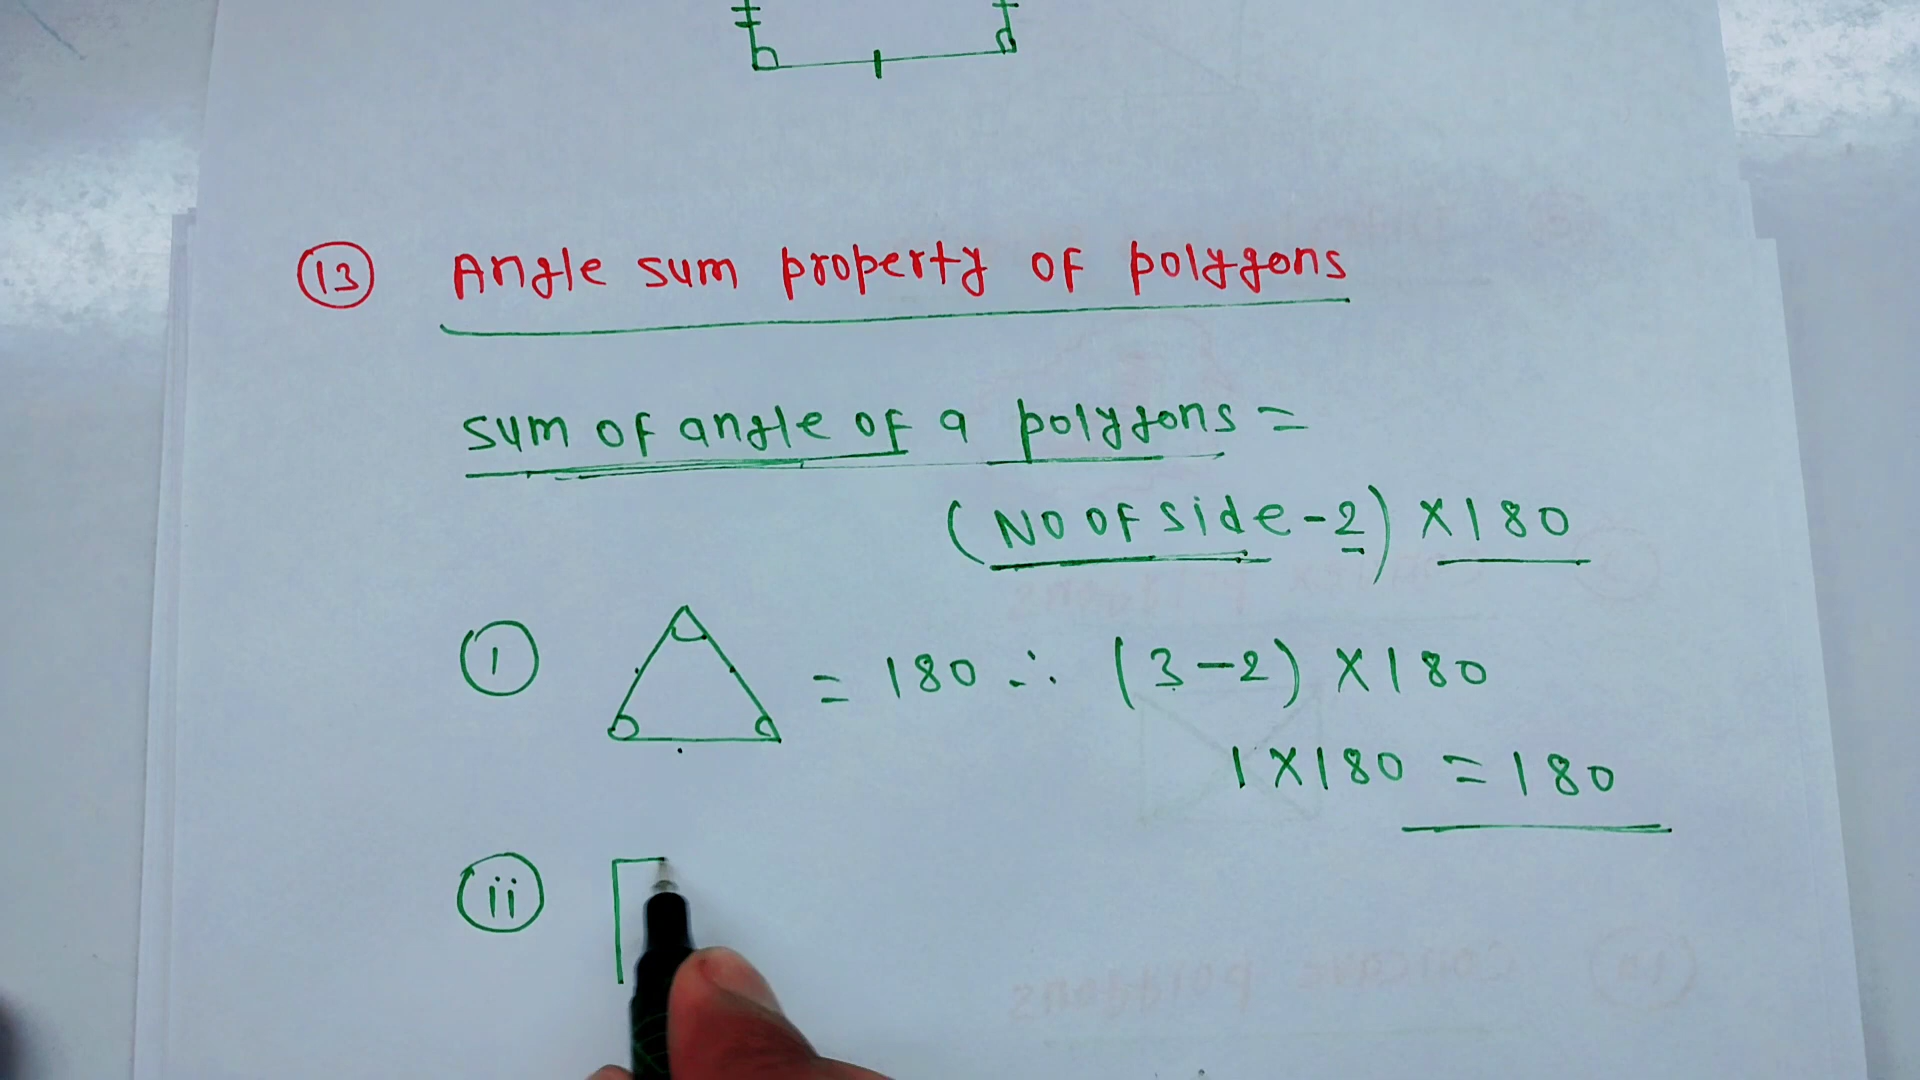 13 Angle sum property of polygons
sum of angle of a polygons =
(No of side - 2) × 180
i = 180 ∴ (3 - 2) × 180
1 × 180 = 180
ii